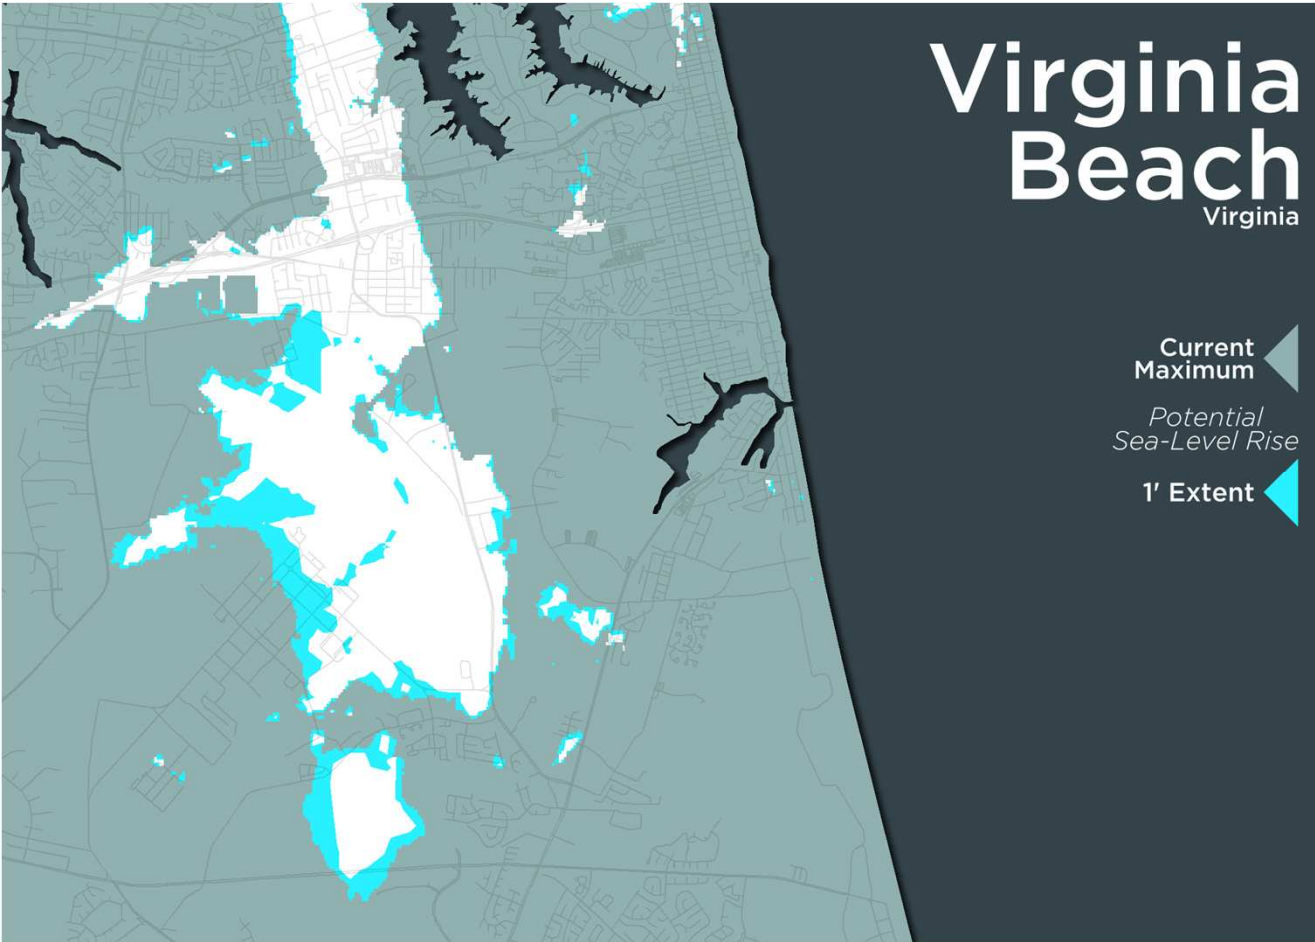 Virginia
Beach
Virginia
Current
Maximum
Potential
Sea-Level Rise
1' Extent